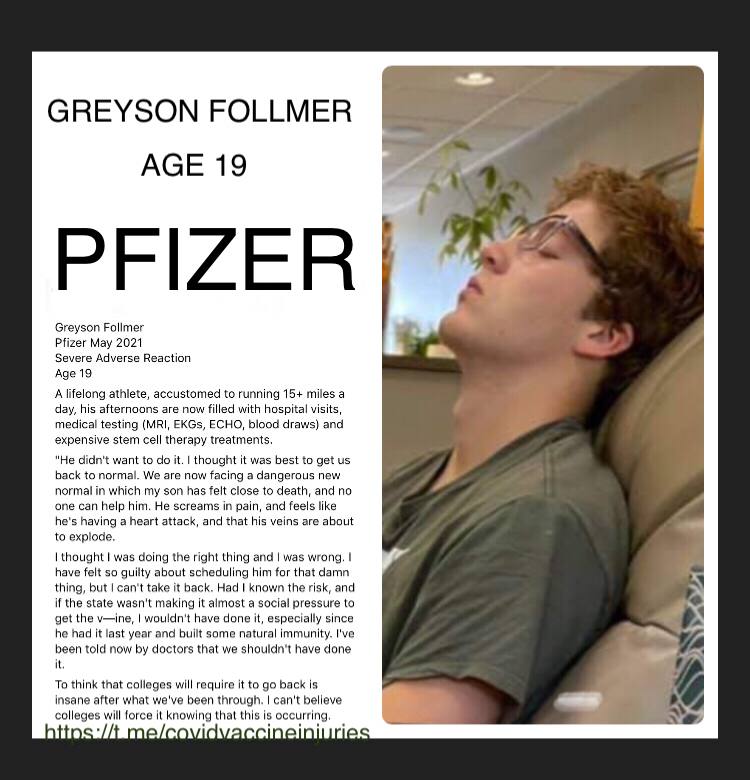 GREYSON FOLLMER
AGE 19
PFIZER
Greyson Follmer
Pfizer May 2021
Severe Adverse Reaction
Age 19
A lifelong athlete, accustomed to running 15+ miles a
day, his afternoons are now filled with hospital visits,
medical testing (MRI, EKGs, ECHO, blood draws) and
expensive stem cell therapy treatments.
"He didn't want to do it. I thought it was best to get us
back to normal. We are now facing a dangerous new
normal in which my son has felt close to death, and no
one can help him. He screams in pain, and feels like
he's having a heart attack, and that his veins are about
to explode.
I thought I was doing the right thing and I was wrong. I
have felt so guilty about scheduling him for that damn
thing, but I can't take it back. Had I known the risk, and
if the state wasn't making it almost a social pressure to
get the v—ine, I wouldn't have done it, especially since
he had it last year and built some natural immunity. I've
been told now by doctors that we shouldn't have done
it.
To think that colleges will require it to go back is
insane after what we've been through. I can't believe
colleges will force it knowing that this is occurring.
https://t.me/covidvaccineinjuries